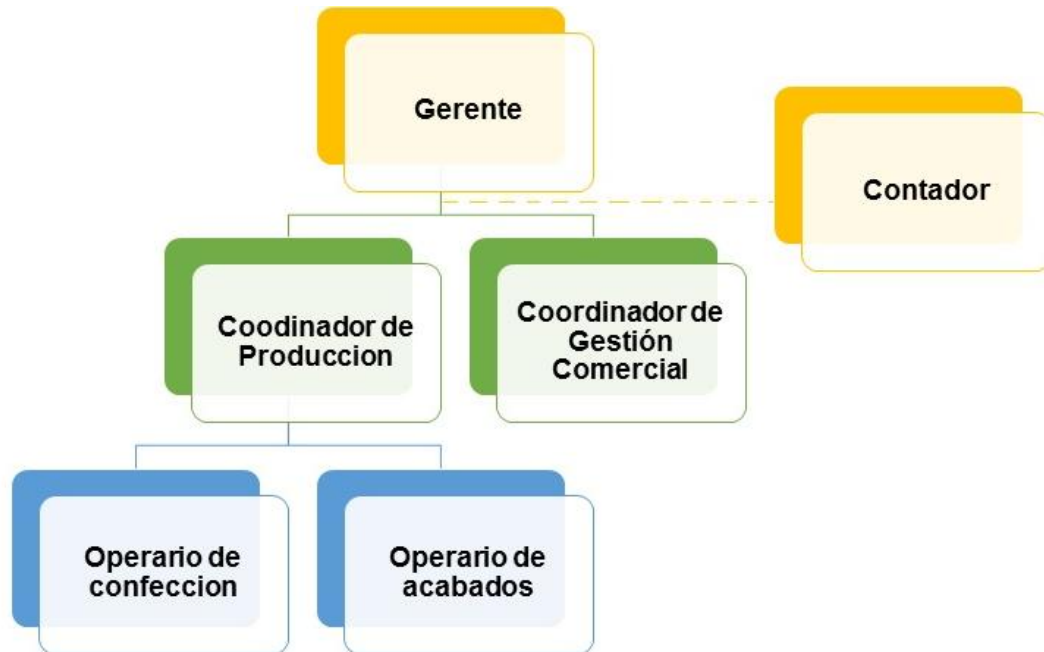 Gerente
Contador
Coodinador de
Produccion
Coordinador de
Gestión
Comercial
Operario de
confeccion
Operario de
acabados